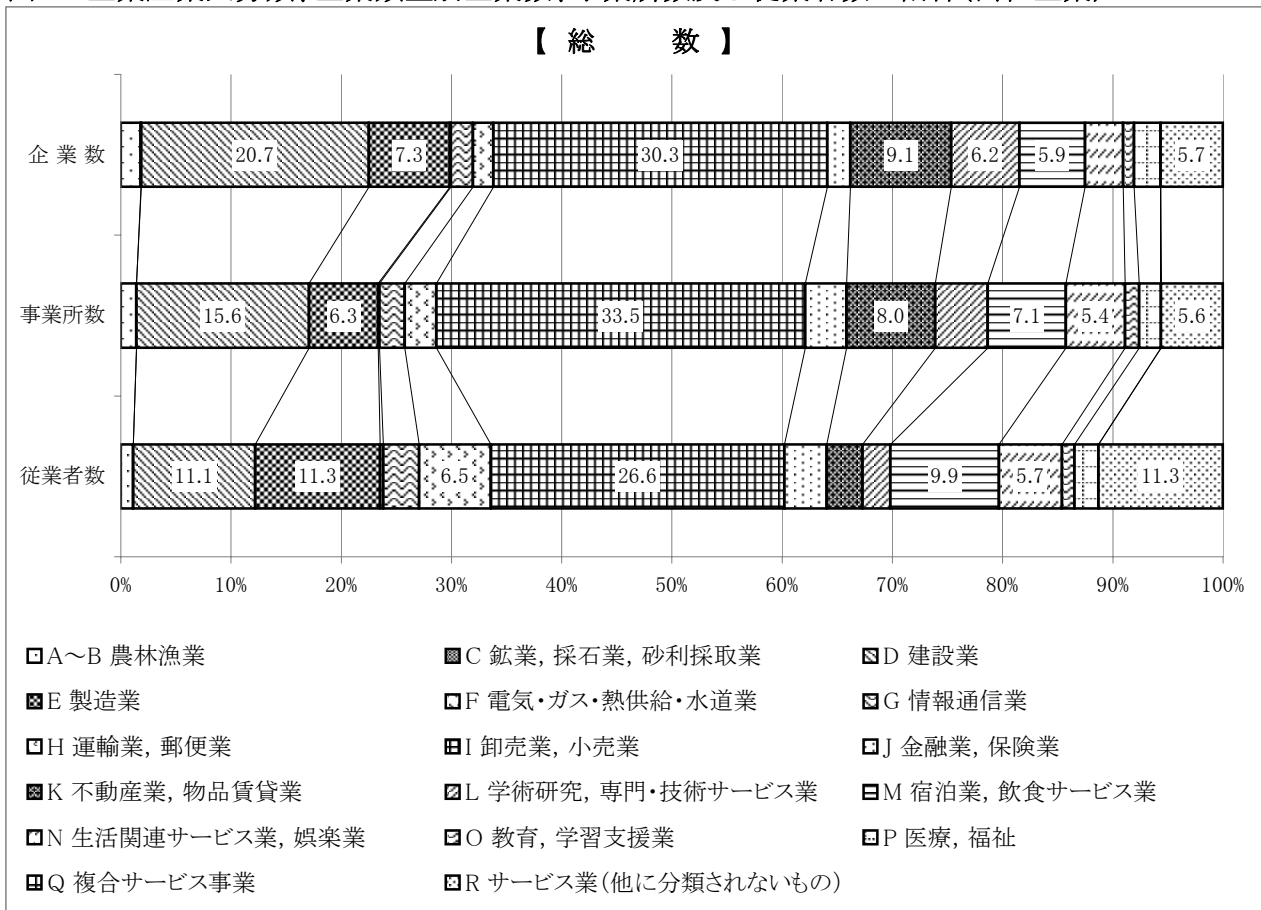 【 総 数 】
企 業 数
20.7 7.3 30.3 9.1 6.2 5.9 5.7
事業所数
15.6 6.3 33.5 8.0 7.1 5.4 5.6
従業者数
11.1 11.3 6.5 26.6 9.9 5.7 11.3
0% 10% 20% 30% 40% 50% 60% 70% 80% 90% 100%
A～B 農林漁業 C 鉱業，採石業，砂利採取業 D 建設業
E 製造業 F 電気・ガス・熱供給・水道業 G 情報通信業
H 運輸業，郵便業 I 卸売業，小売業 J 金融業，保険業
K 不動産業，物品賃貸業 L 学術研究，専門・技術サービス業 M 宿泊業，飲食サービス業
N 生活関連サービス業，娯楽業 O 教育，学習支援業 P 医療，福祉
Q 複合サービス事業 R サービス業（他に分類されないもの）